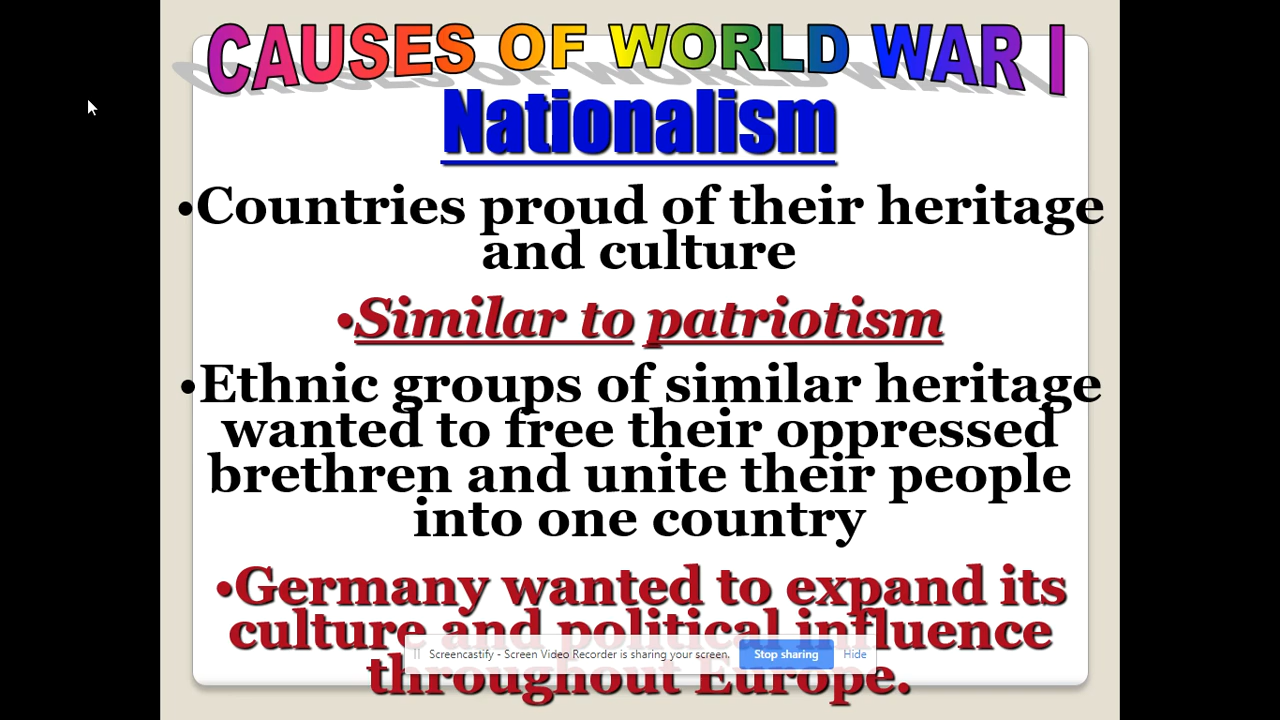 CAUSES OF WORLD WAR I
Nationalism
•Countries proud of their heritage
and culture
•Similar to patriotism
•Ethnic groups of similar heritage
wanted to free their oppressed
brethren and unite their people
into one country
•Germany wanted to expand its
culture and political influence
Screencastify - Screen Video Recorder is sharing your screen. Stop sharing Hide
throughout Europe.